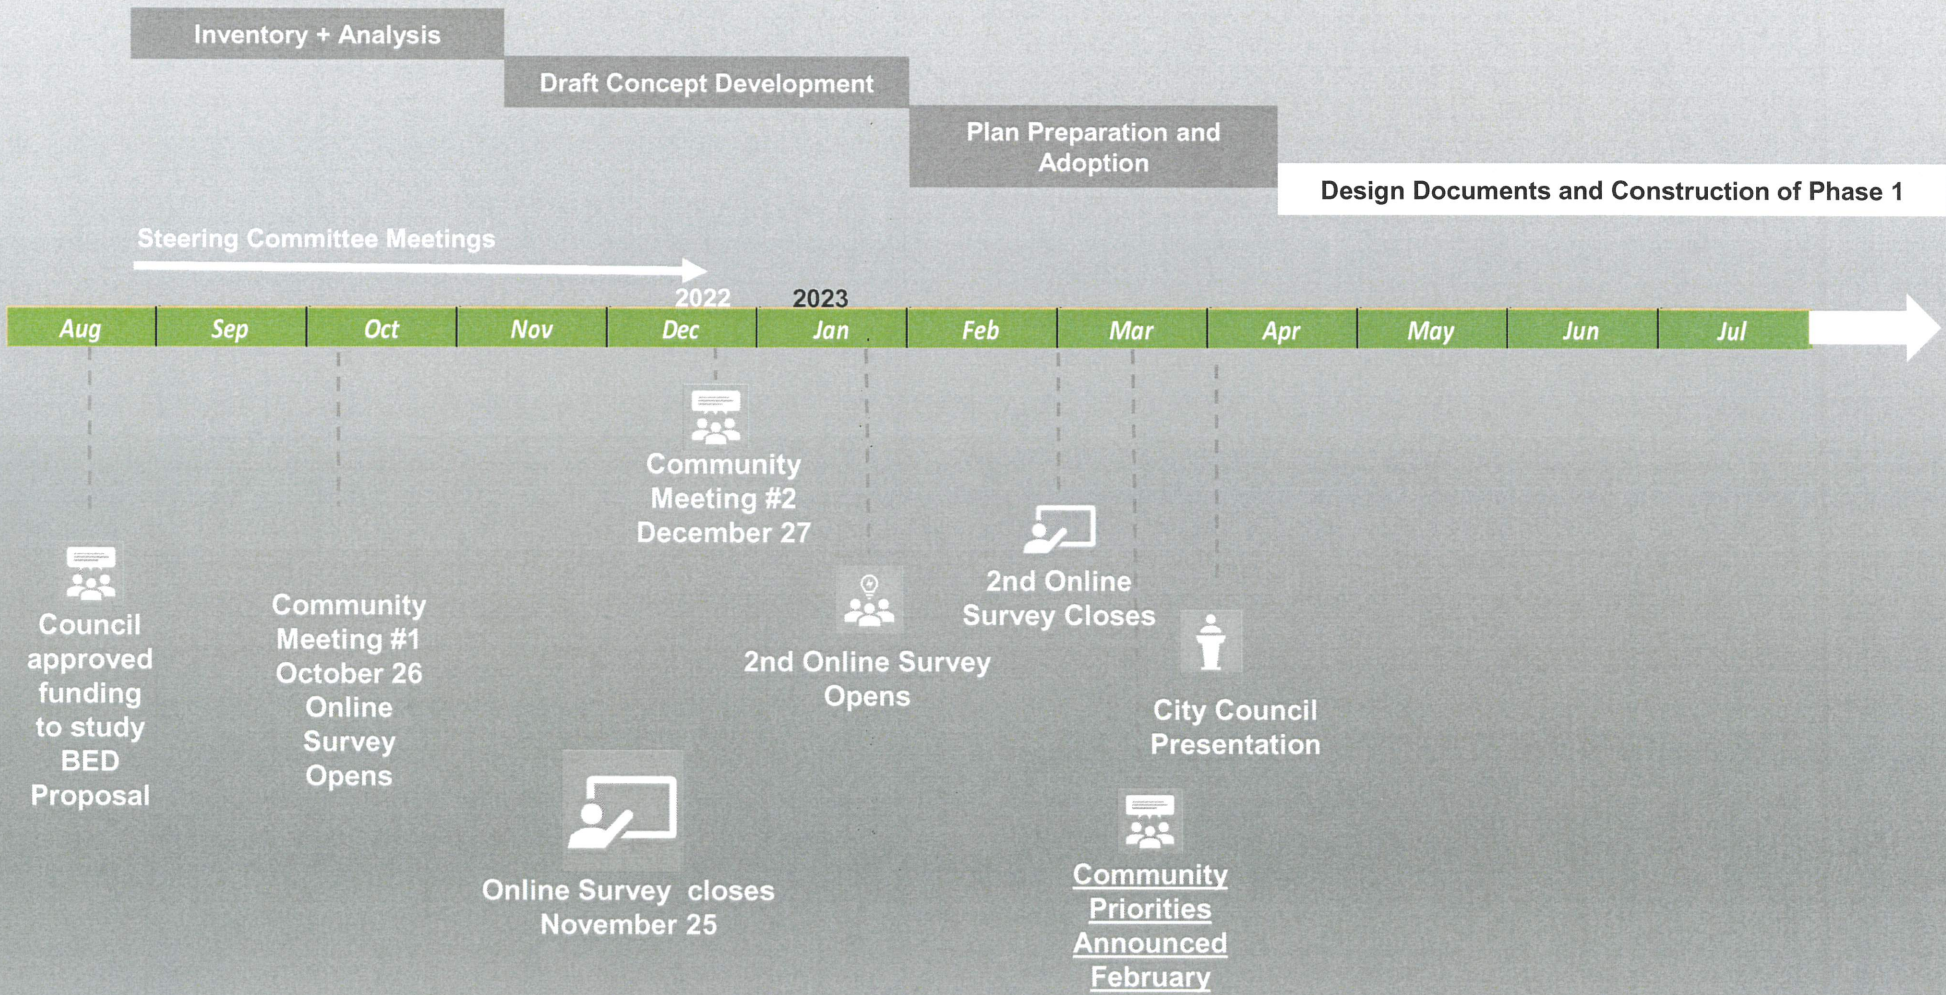 Inventory + Analysis
Draft Concept Development
Plan Preparation and
Adoption
Design Documents and Construction of Phase 1
Steering Committee Meetings
2022
2023
Aug
Sep
Oct
Nov
Dec
Jan
Feb
Mar
Apr
May
Jun
Jul
Council
approved
funding
to study
BED
Proposal
Community
Meeting #1
October 26
Online
Survey
Opens
Online Survey closes
November 25
Community
Meeting #2
December 27
2nd Online Survey
Opens
2nd Online
Survey Closes
Community
Priorities
Announced
February
City Council
Presentation